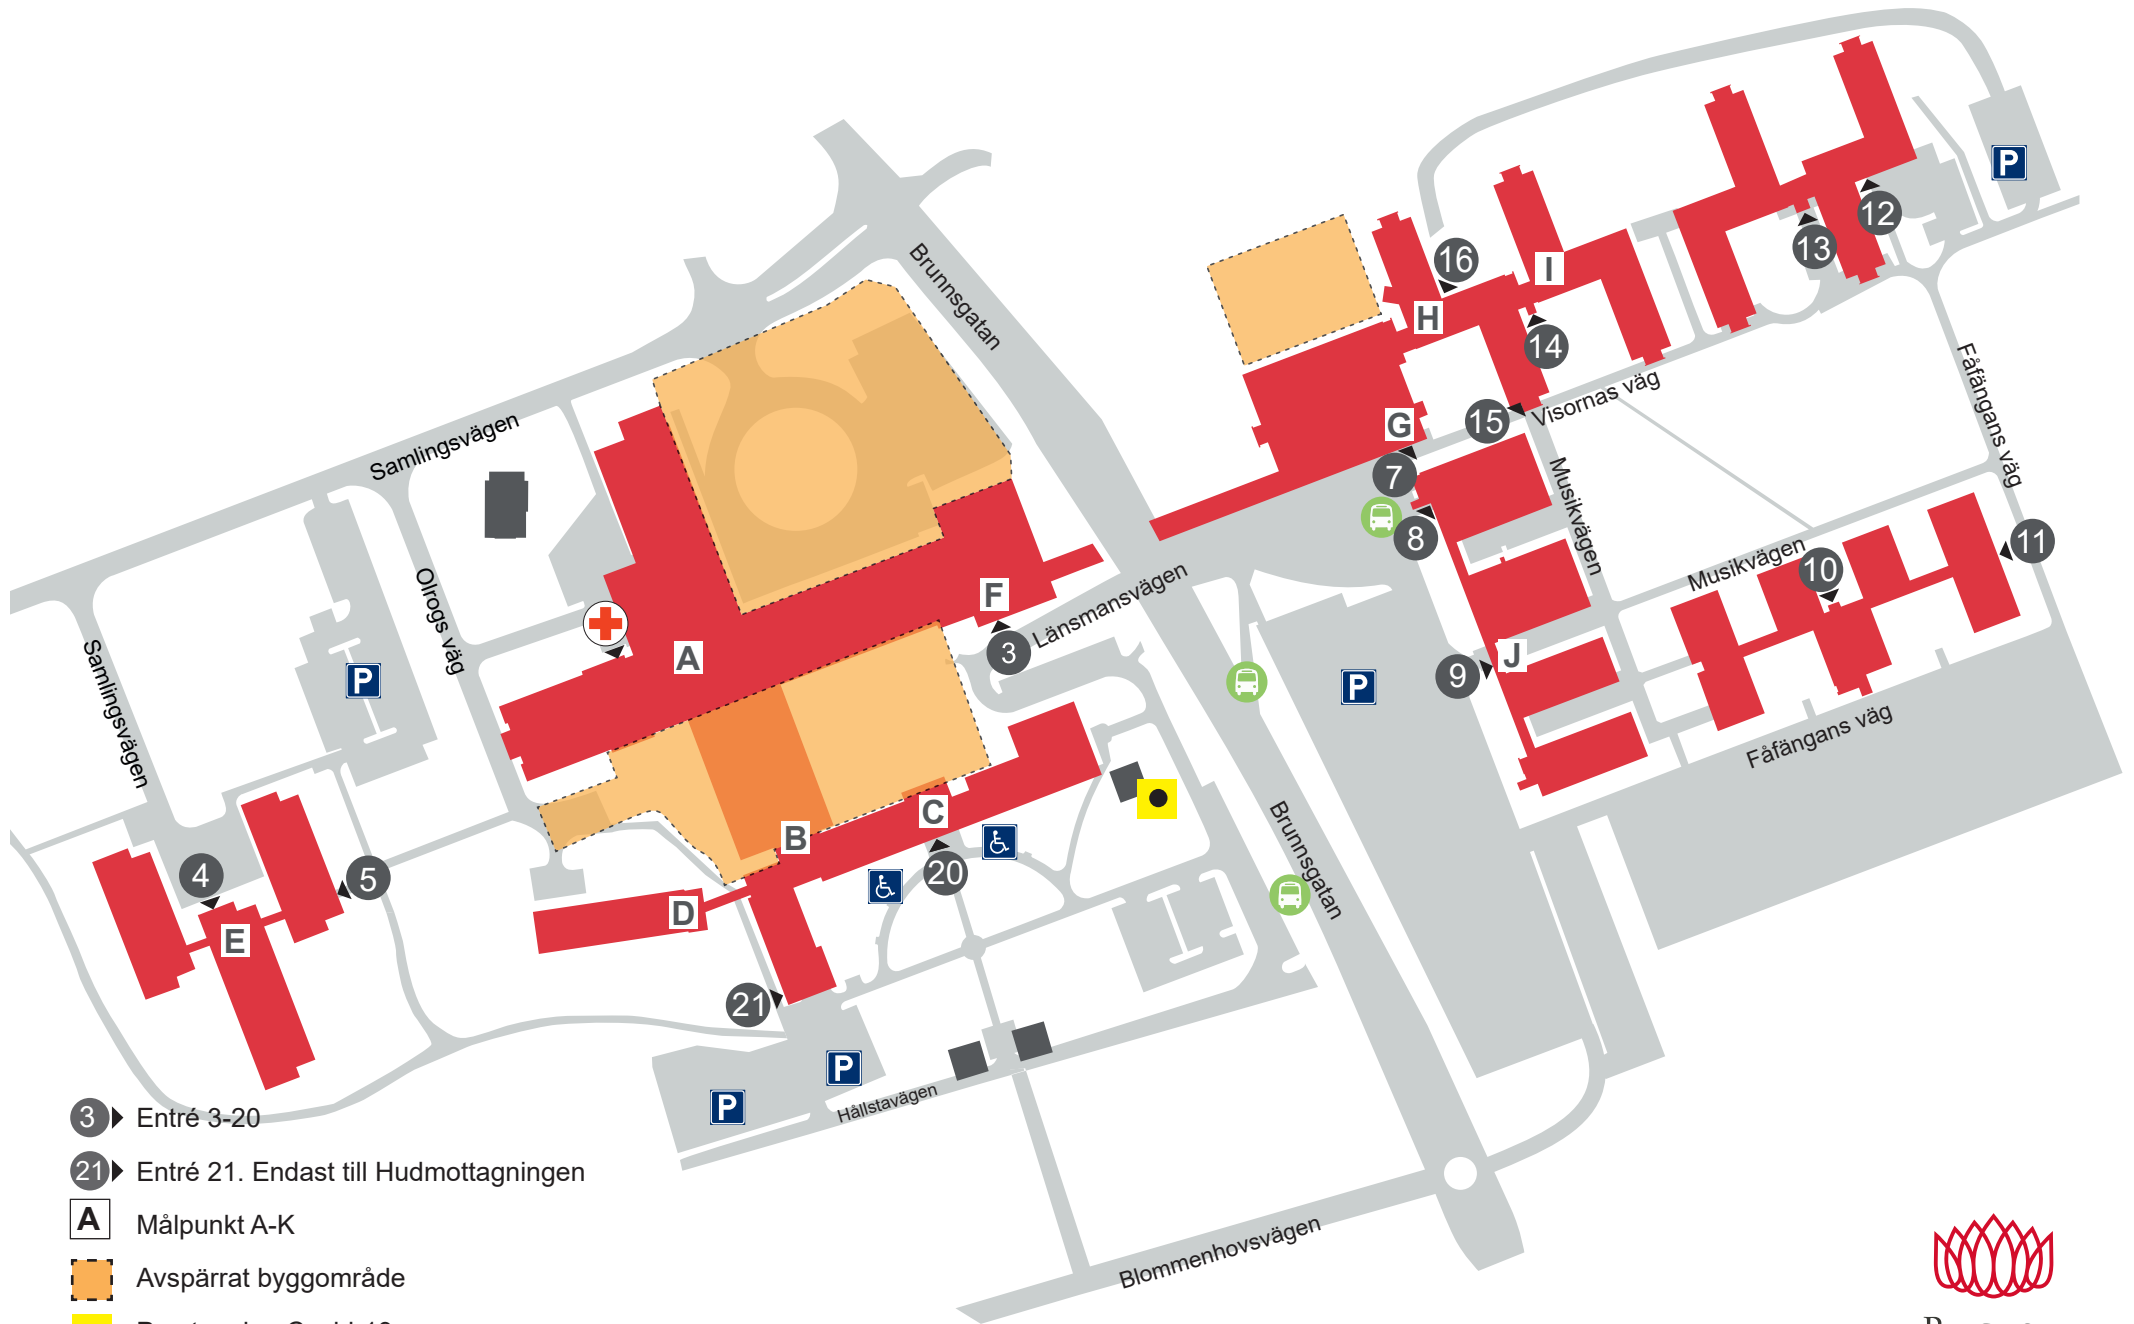 Brunnsgatan
P
12
13
16
I
H
14
Fåfängans väg
Visornas väg
15
G
Samlingsvägen
7
Musikvägen
8
11
Musikvägen
10
Olrogs väg
F
Länsmansvägen
3
A
J
9
P
P
Samlingsvägen
Fåfängans väg
C
B
Brunnsgatan
20
4
5
D
E
21
P
P
Hållstavägen
3 Entré 3-20
21 Entré 21. Endast till Hudmottagningen
A Målpunkt A-K
Avspärrat byggområde
Blommenhovsvägen